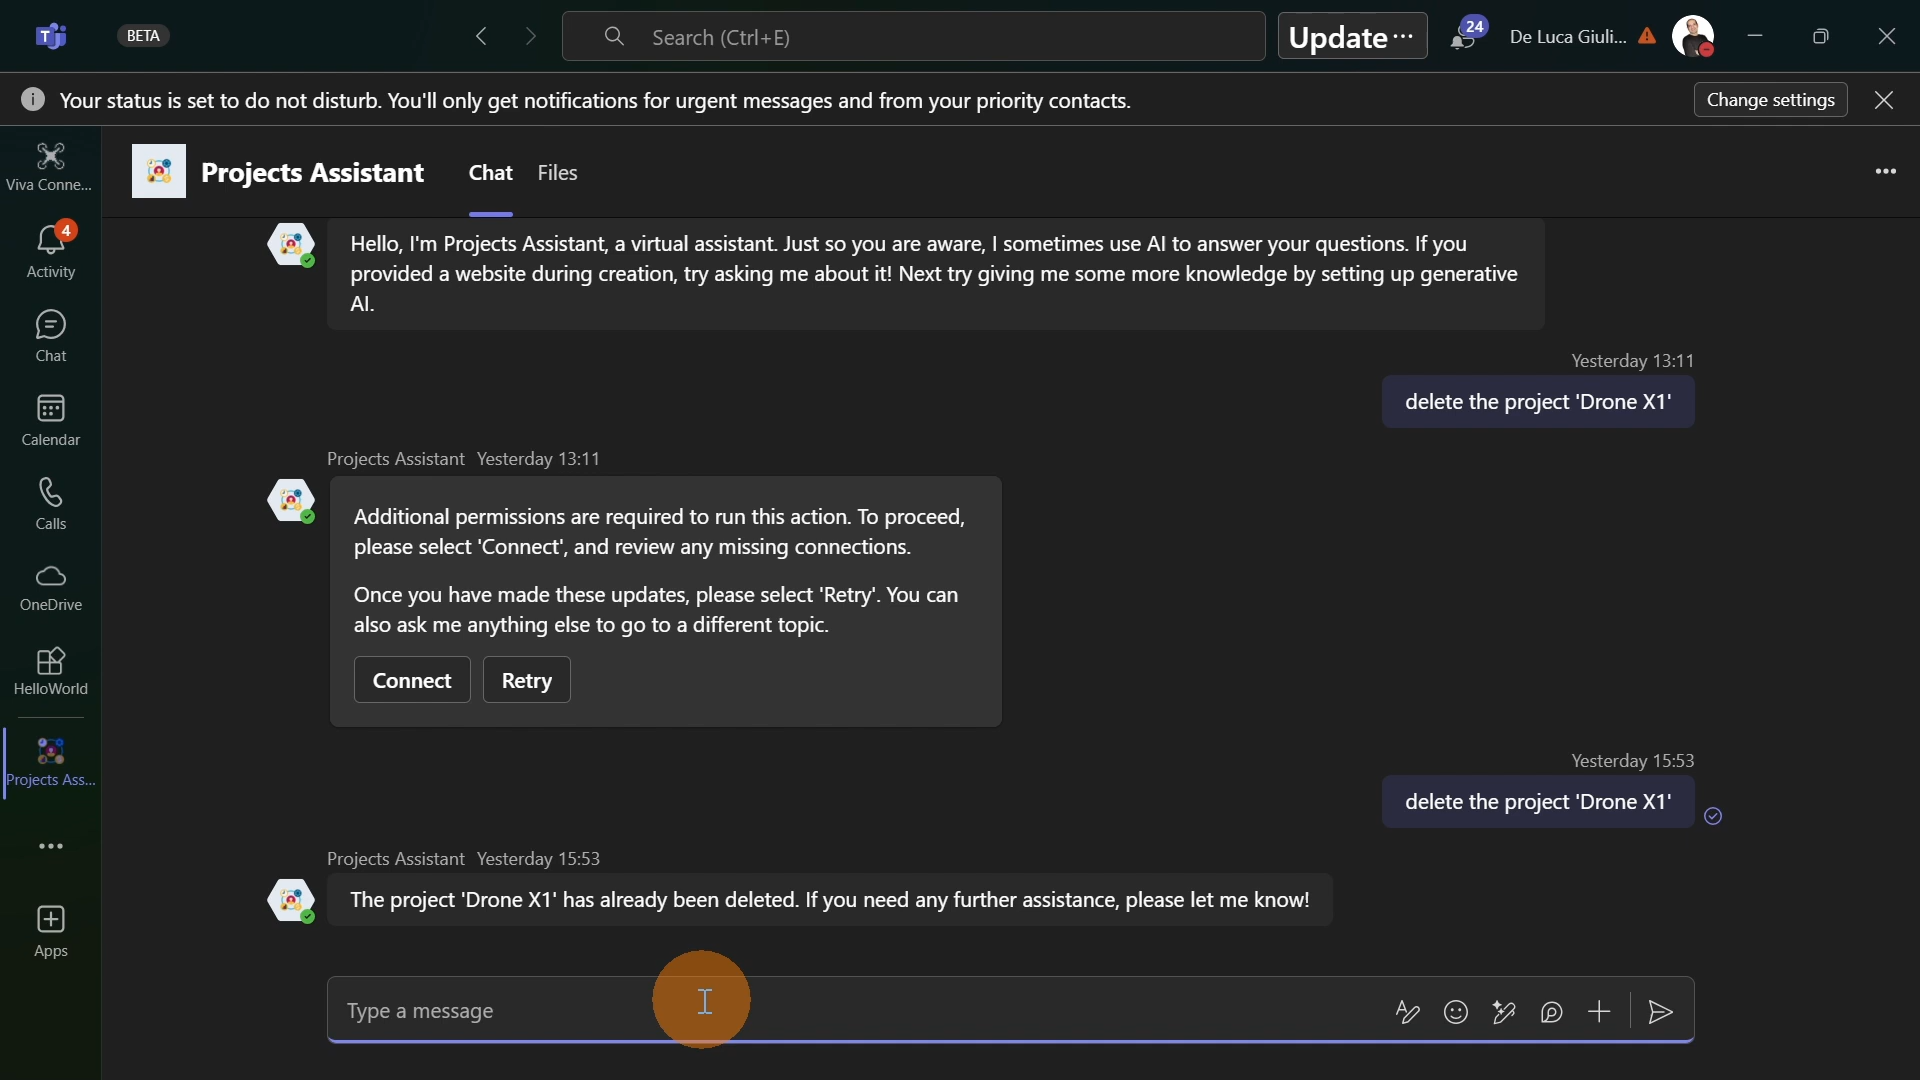 BETA
Search (Ctrl+E)
Update ···
24
De Luca Giuli...
Your status is set to do not disturb. You'll only get notifications for urgent messages and from your priority contacts.
Change settings
Viva Conne...
4
Activity
Chat
Calendar
Calls
OneDrive
HelloWorld
Projects Ass...
Apps
Projects Assistant
Chat
Files
Hello, I'm Projects Assistant, a virtual assistant. Just so you are aware, I sometimes use AI to answer your questions. If you
provided a website during creation, try asking me about it! Next try giving me some more knowledge by setting up generative
AI.
Yesterday 13:11
delete the project 'Drone X1'
Projects Assistant Yesterday 13:11
Additional permissions are required to run this action. To proceed,
please select 'Connect', and review any missing connections.
Once you have made these updates, please select 'Retry'. You can
also ask me anything else to go to a different topic.
Connect
Retry
Yesterday 15:53
delete the project 'Drone X1'
Projects Assistant Yesterday 15:53
The project 'Drone X1' has already been deleted. If you need any further assistance, please let me know!
Type a message